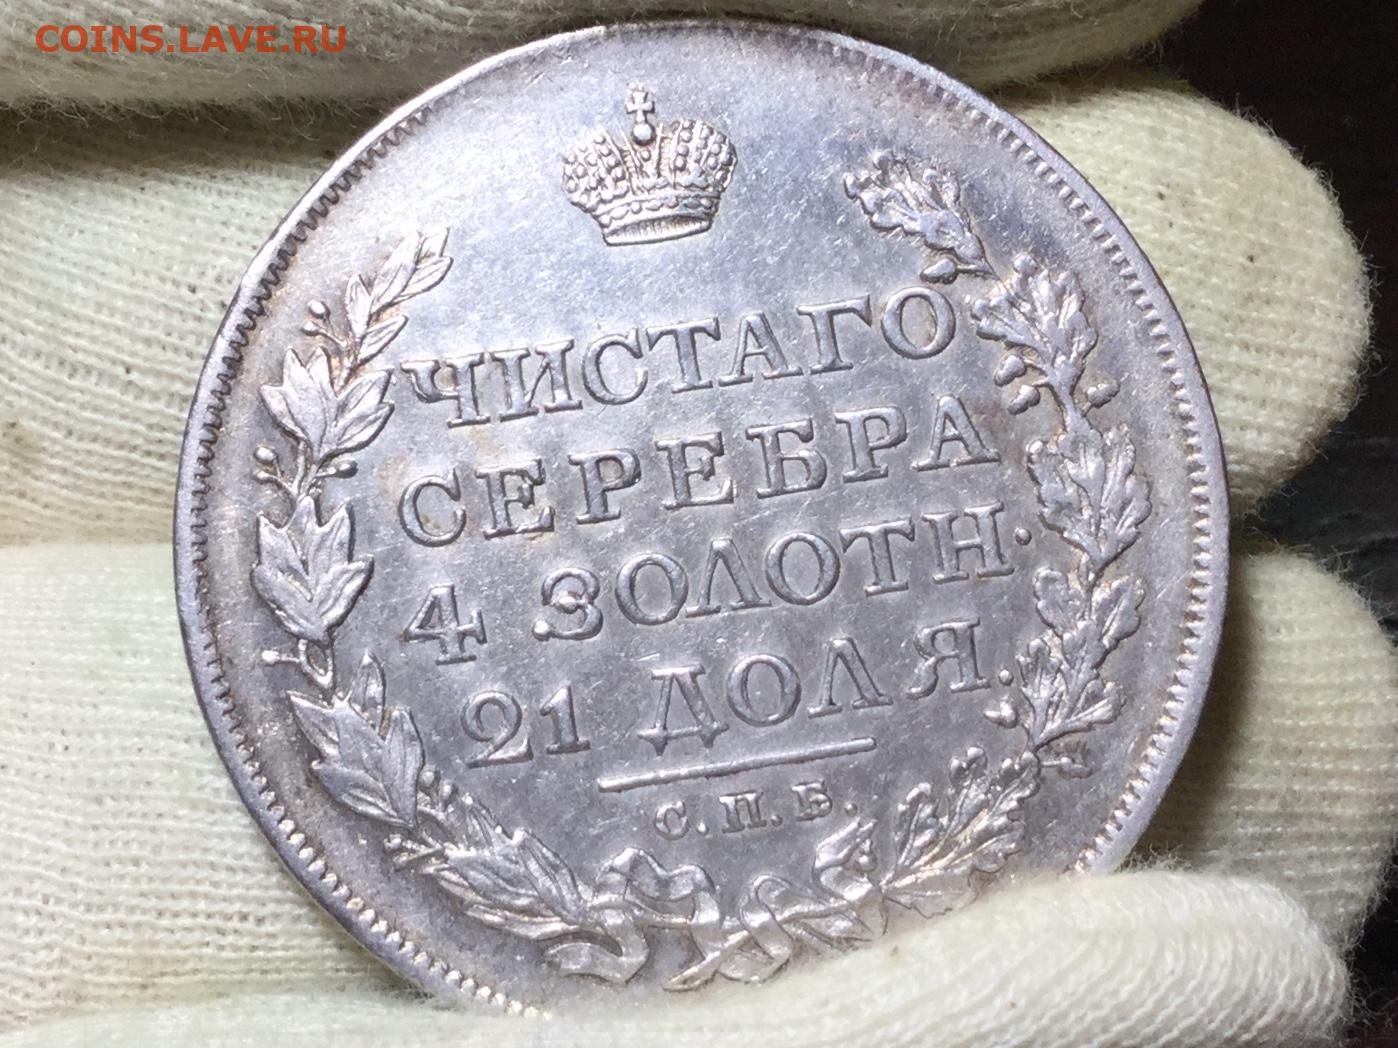 COINS.LAVE.RU
ЧИСТАГО
СЕРЕБРА
4 ЗОЛОТН.
21 ДОЛЯ.
С.П.Б.